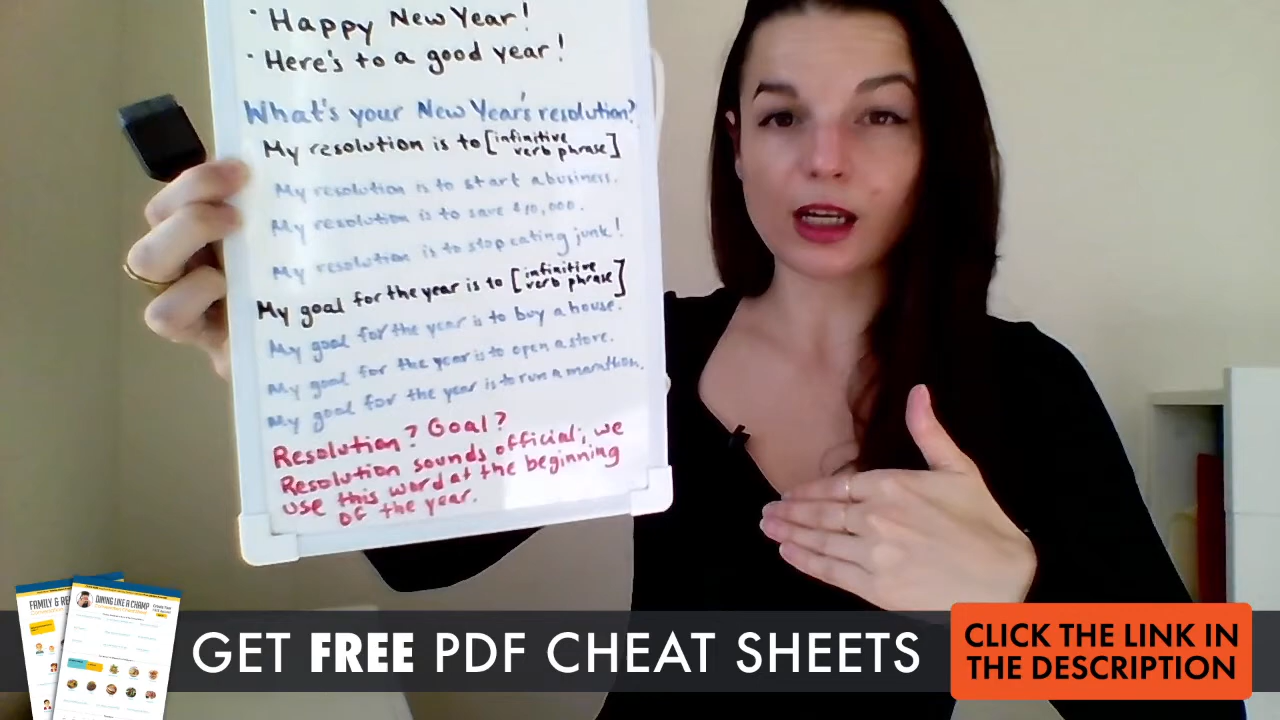 · Happy New Year!
· Here's to a good year!
What's your New Year's resolution?
My resolution is to [infinitive verb phrase]
My resolution is to start a business.
My resolution is to save $10,000.
My resolution is to stop eating junk!
My goal for the year is to [infinitive verb phrase]
My goal for the year is to buy a house.
My goal for the year is to open a store.
My goal for the year is to run a marathon.
Resolution? Goal?
Resolution sounds official; we
use this word at the beginning
of the year.
FAMILY & RE
DINING LIKE A CHAMP
GET FREE PDF CHEAT SHEETS
CLICK THE LINK IN
THE DESCRIPTION